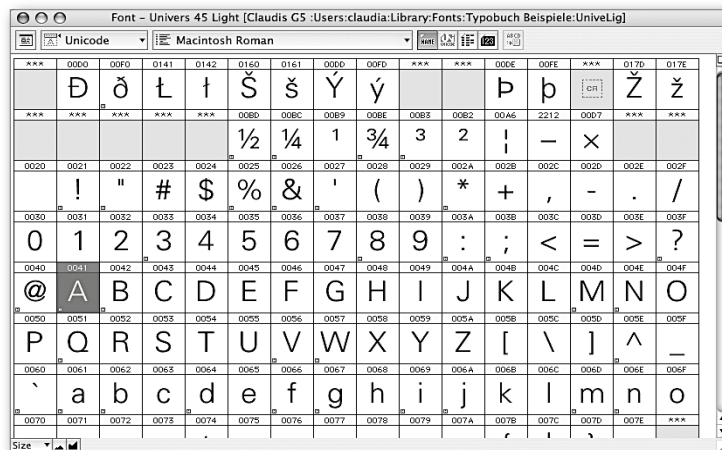 Font – Univers 45 Light [Claudis G5 :Users:claudia:Library:Fonts:Typobuch Beispiele:UniveLig]
Unicode Macintosh Roman NAME 023 ABCD
*** 00D0 00F0 0141 0142 0160 0161 00DD 00FD *** *** 00DE 00FE *** 017D 017E
Ð ð Ł ł Š š Ý ý Þ þ CR Ž ž
*** *** *** *** *** 00BD 00BC 00B9 00BE 00B3 00B2 00A6 2212 00D7 *** ***
½ ¼ ¹ ¾ ³ ² ¦ − ×
0020 0021 0022 0023 0024 0025 0026 0027 0028 0029 002A 002B 002C 002D 002E 002F
! " # $ % & ' ( ) * + , - . /
0030 0031 0032 0033 0034 0035 0036 0037 0038 0039 003A 003B 003C 003D 003E 003F
0 1 2 3 4 5 6 7 8 9 : ; < = > ?
0040 0041 0042 0043 0044 0045 0046 0047 0048 0049 004A 004B 004C 004D 004E 004F
@ A B C D E F G H I J K L M N O
0050 0051 0052 0053 0054 0055 0056 0057 0058 0059 005A 005B 005C 005D 005E 005F
P Q R S T U V W X Y Z [ \ ] ^ _
0060 0061 0062 0063 0064 0065 0066 0067 0068 0069 006A 006B 006C 006D 006E 006F
` a b c d e f g h i j k l m n o
0070 0071 0072 0073 0074 0075 0076 0077 0078 0079 007A 007B 007C 007D 007E ***
Size